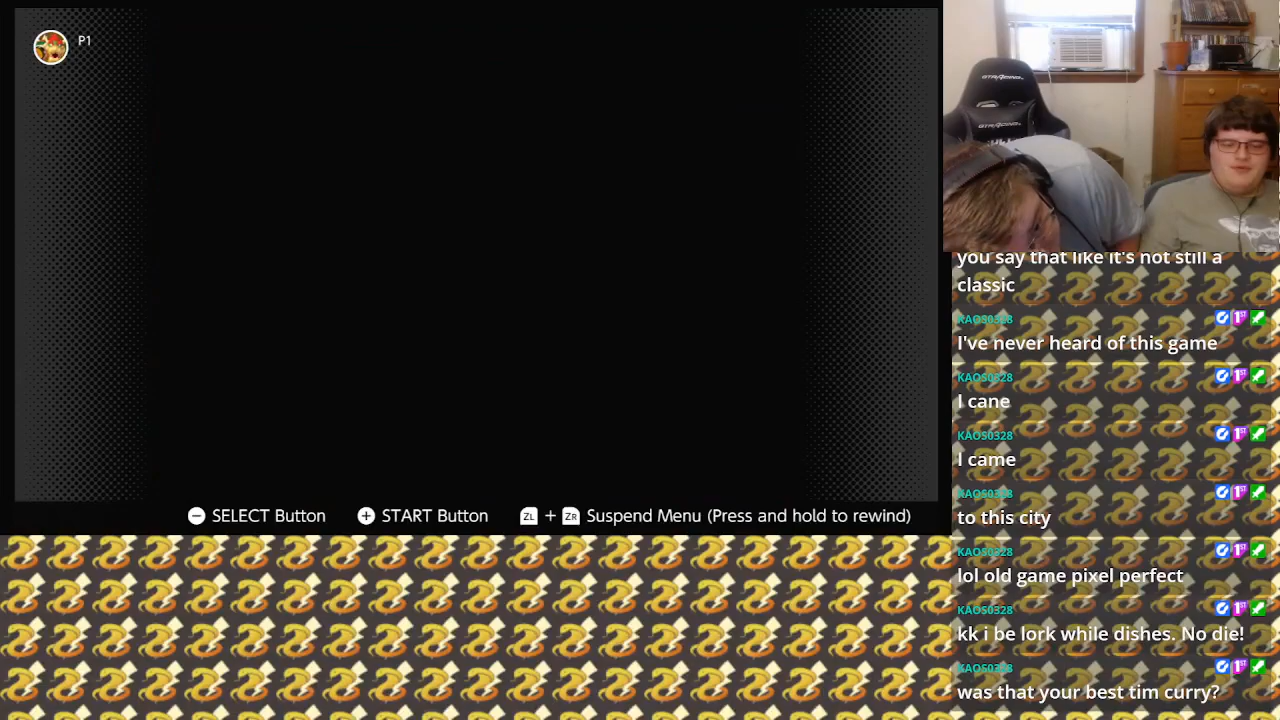 P1
SELECT Button
START Button
ZL + ZR Suspend Menu (Press and hold to rewind)
GTRACING
GTRACING
you say that like it's not still a
classic
KAOS0328
I've never heard of this game
KAOS0328
I cane
KAOS0328
I came
KAOS0328
to this city
KAOS0328
lol old game pixel perfect
KAOS0328
kk i be lork while dishes. No die!
KAOS0328
was that your best tim curry?